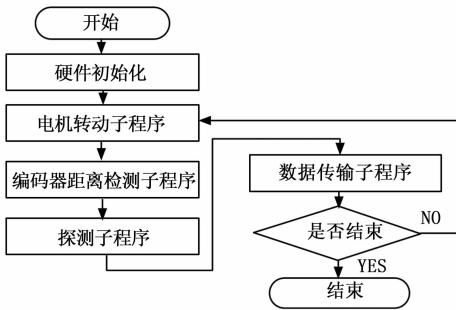 开始
硬件初始化
电机转动子程序
编码器距离检测子程序
探测子程序
数据传输子程序
是否结束
NO
YES
结束